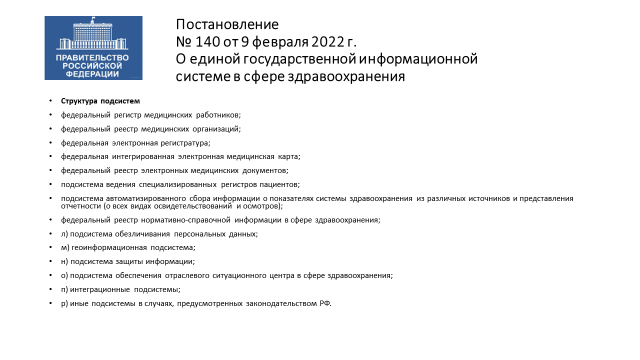 ПРАВИТЕЛЬСТВО
РОССИЙСКОЙ
ФЕДЕРАЦИИ
Постановление
№ 140 от 9 февраля 2022 г.
О единой государственной информационной
системе в сфере здравоохранения
• Структура подсистем
• федеральный регистр медицинских работников;
• федеральный реестр медицинских организаций;
• федеральная электронная регистратура;
• федеральная интегрированная электронная медицинская карта;
• федеральный реестр электронных медицинских документов;
• подсистема ведения специализированных регистров пациентов;
• подсистема автоматизированного сбора информации о показателях системы здравоохранения из различных источников и представления
отчетности (о всех видах освидетельствований и осмотров);
• федеральный реестр нормативно-справочной информации в сфере здравоохранения;
• л) подсистема обезличивания персональных данных;
• м) геоинформационная подсистема;
• н) подсистема защиты информации;
• о) подсистема обеспечения отраслевого ситуационного центра в сфере здравоохранения;
• п) интеграционные подсистемы;
• р) иные подсистемы в случаях, предусмотренных законодательством РФ.